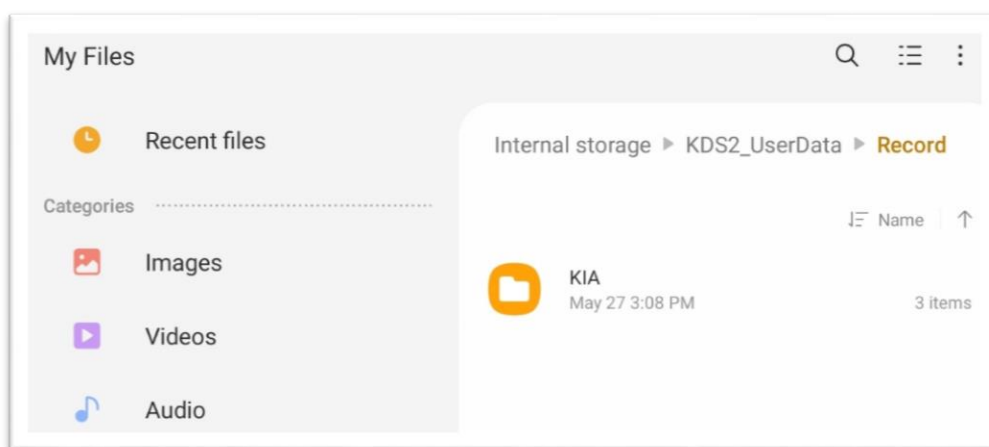 My Files
Recent files
Categories
Images
Videos
Audio
Internal storage ▶ KDS2_UserData ▶ Record
Name
KIA
May 27 3:08 PM
3 items